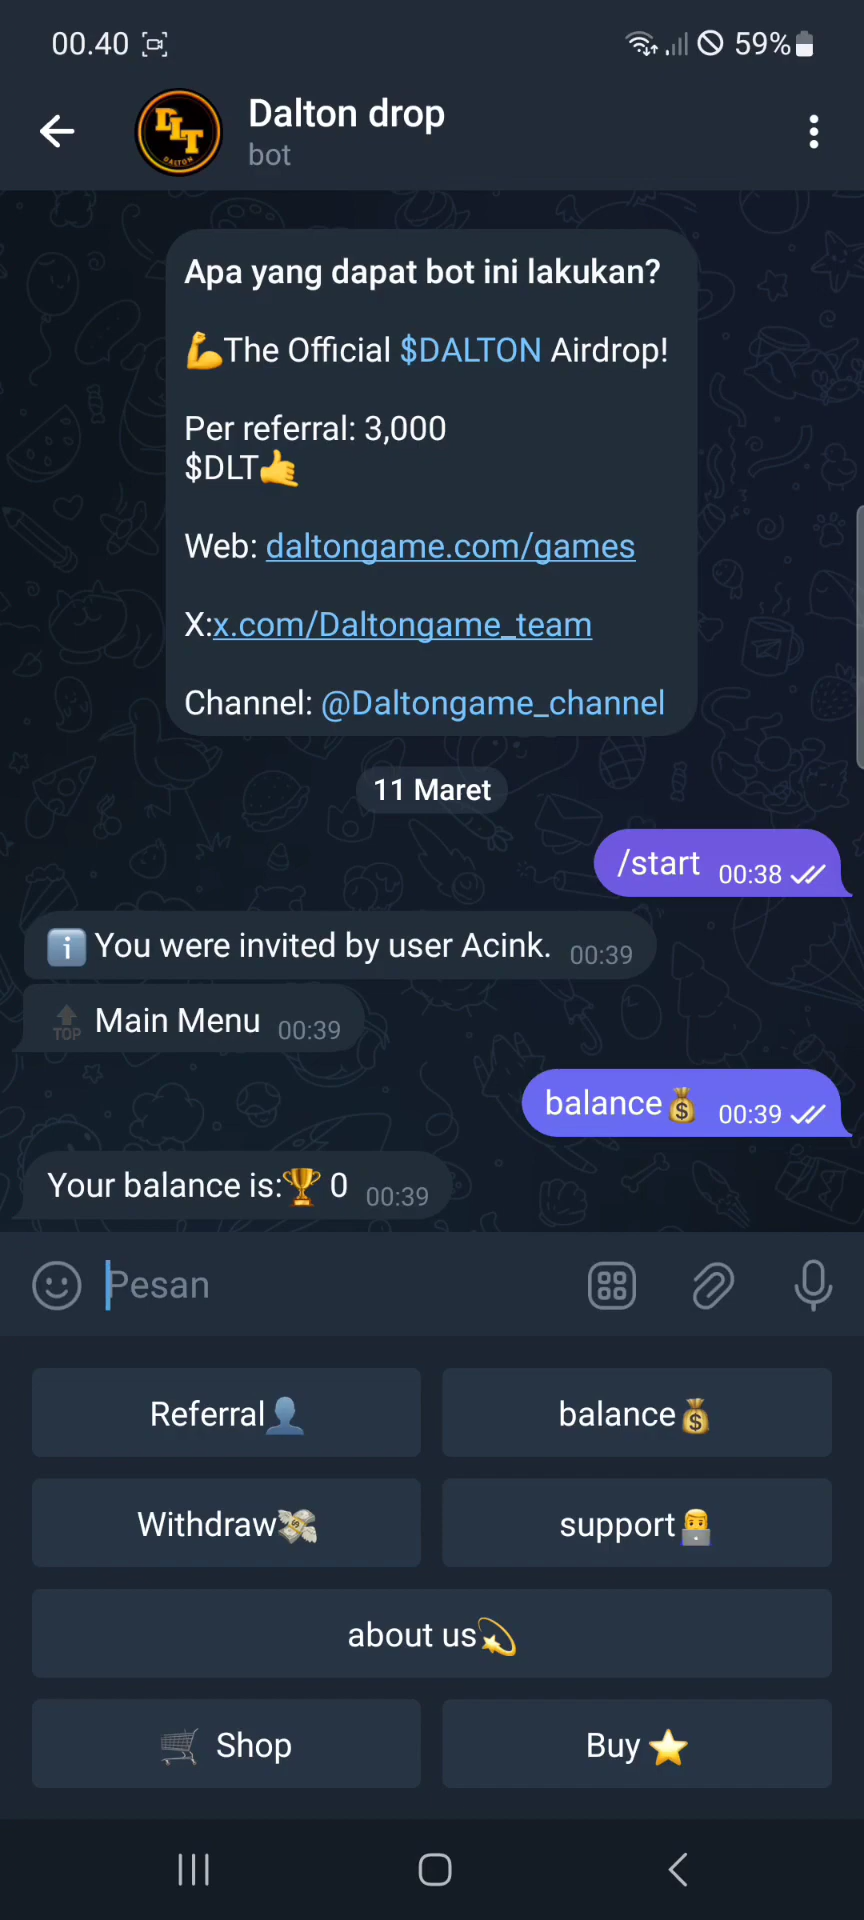 00.40
59%
DLT
DALTON
Dalton drop
bot
Apa yang dapat bot ini lakukan?
💪The Official $DALTON Airdrop!
Per referral: 3,000
$DLT🤙
Web: daltongame.com/games
X:x.com/Daltongame_team
Channel: @Daltongame_channel
11 Maret
/start 00:38
ℹ️ You were invited by user Acink. 00:39
🔝 Main Menu 00:39
balance💰 00:39
Your balance is:🏆 0 00:39
Pesan
Referral👤
balance💰
Withdraw💸
support👨‍💻
about us💫
🛒 Shop
Buy ⭐